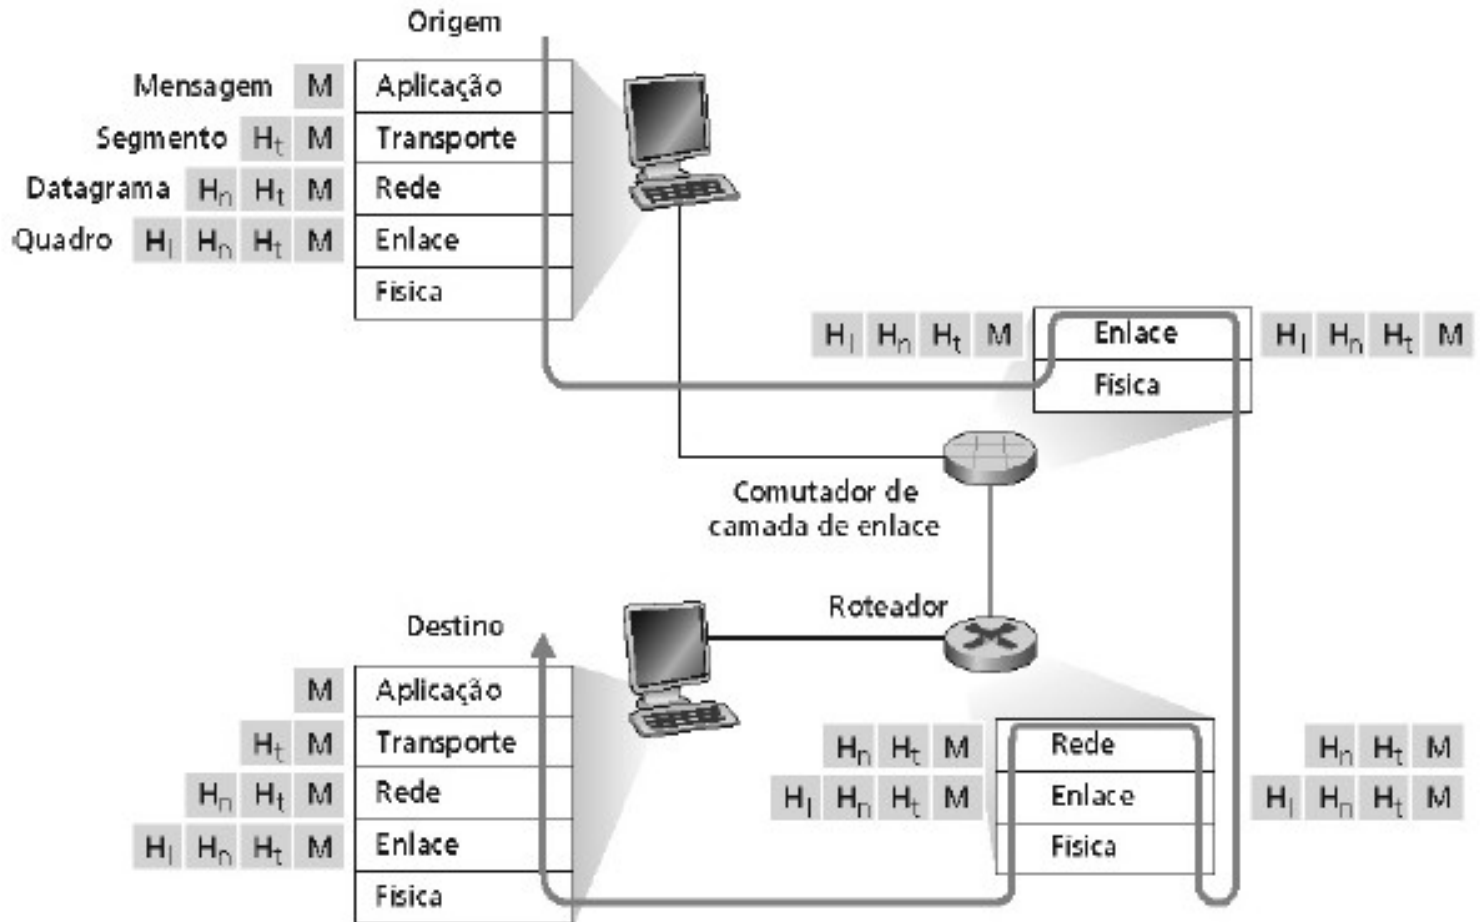 Origem
Mensagem M Aplicação
Segmento Ht M Transporte
Datagrama Hn Ht M Rede
Quadro Hl Hn Ht M Enlace
Física
Hl Hn Ht M Enlace Hl Hn Ht M
Física
Comutador de
camada de enlace
Roteador
Destino
M Aplicação
Ht M Transporte
Hn Ht M Rede
Hl Hn Ht M Enlace
Física
Hn Ht M Rede Hn Ht M
Hl Hn Ht M Enlace Hl Hn Ht M
Física